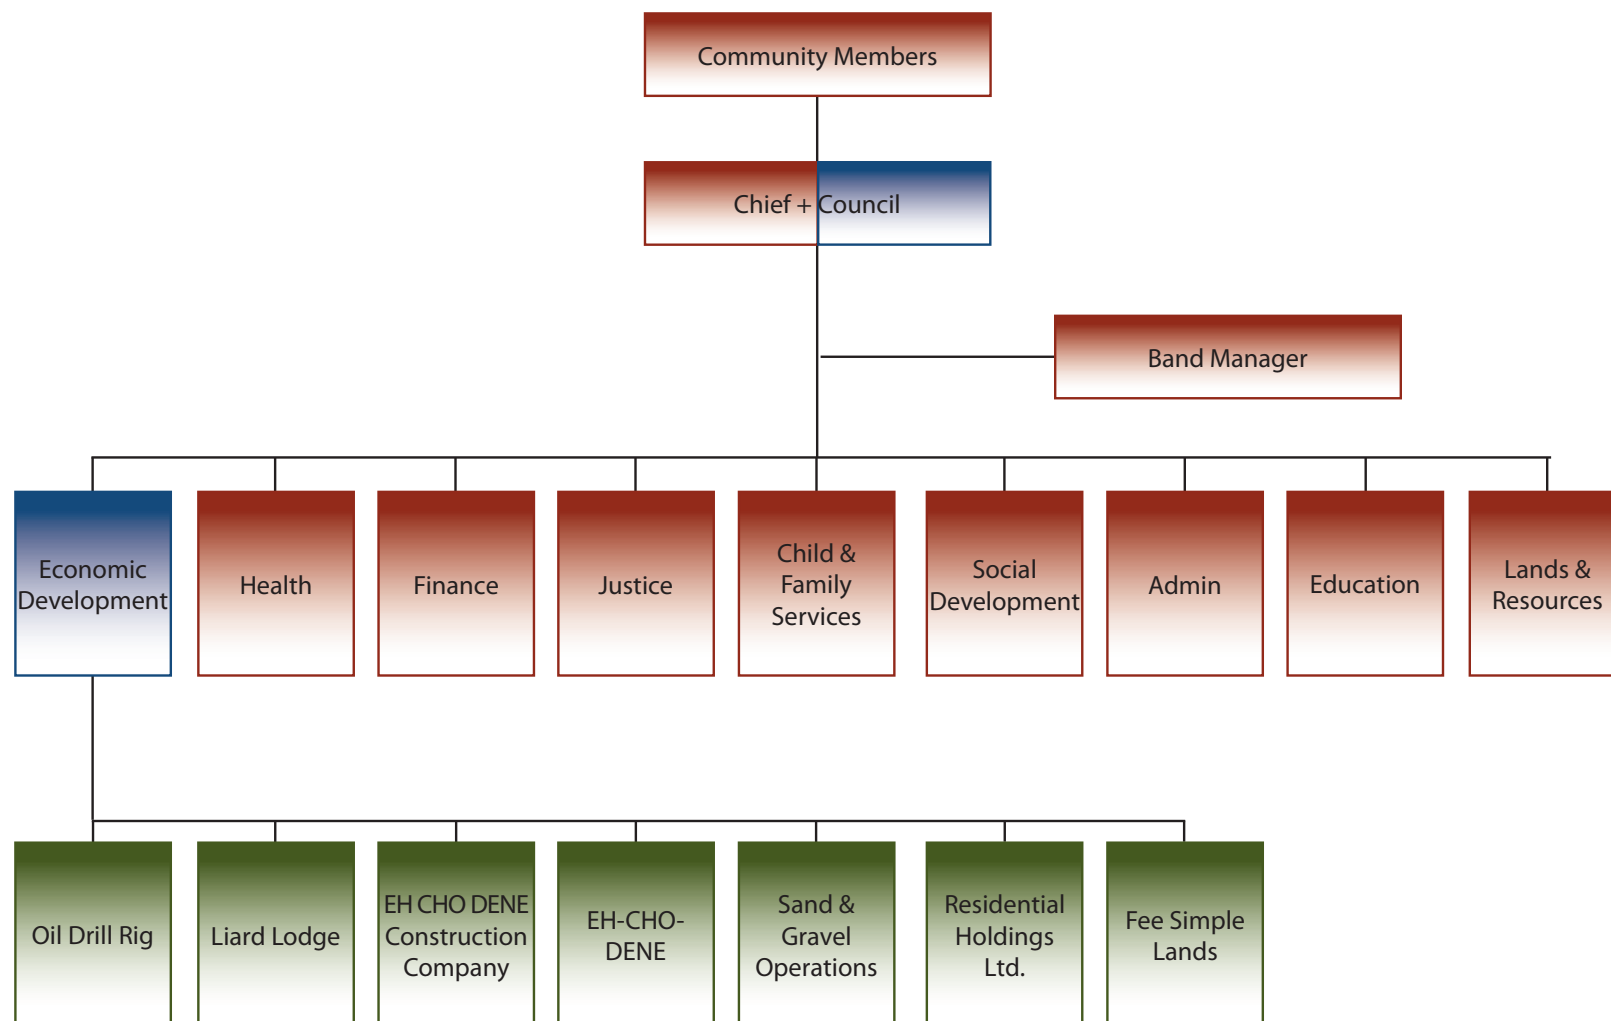 Community Members
Chief + Council
Band Manager
Economic
Development
Health
Finance
Justice
Child &
Family
Services
Social
Development
Admin
Education
Lands &
Resources
Oil Drill Rig
Liard Lodge
EH CHO DENE
Construction
Company
EH-CHO-
DENE
Sand &
Gravel
Operations
Residential
Holdings
Ltd.
Fee Simple
Lands